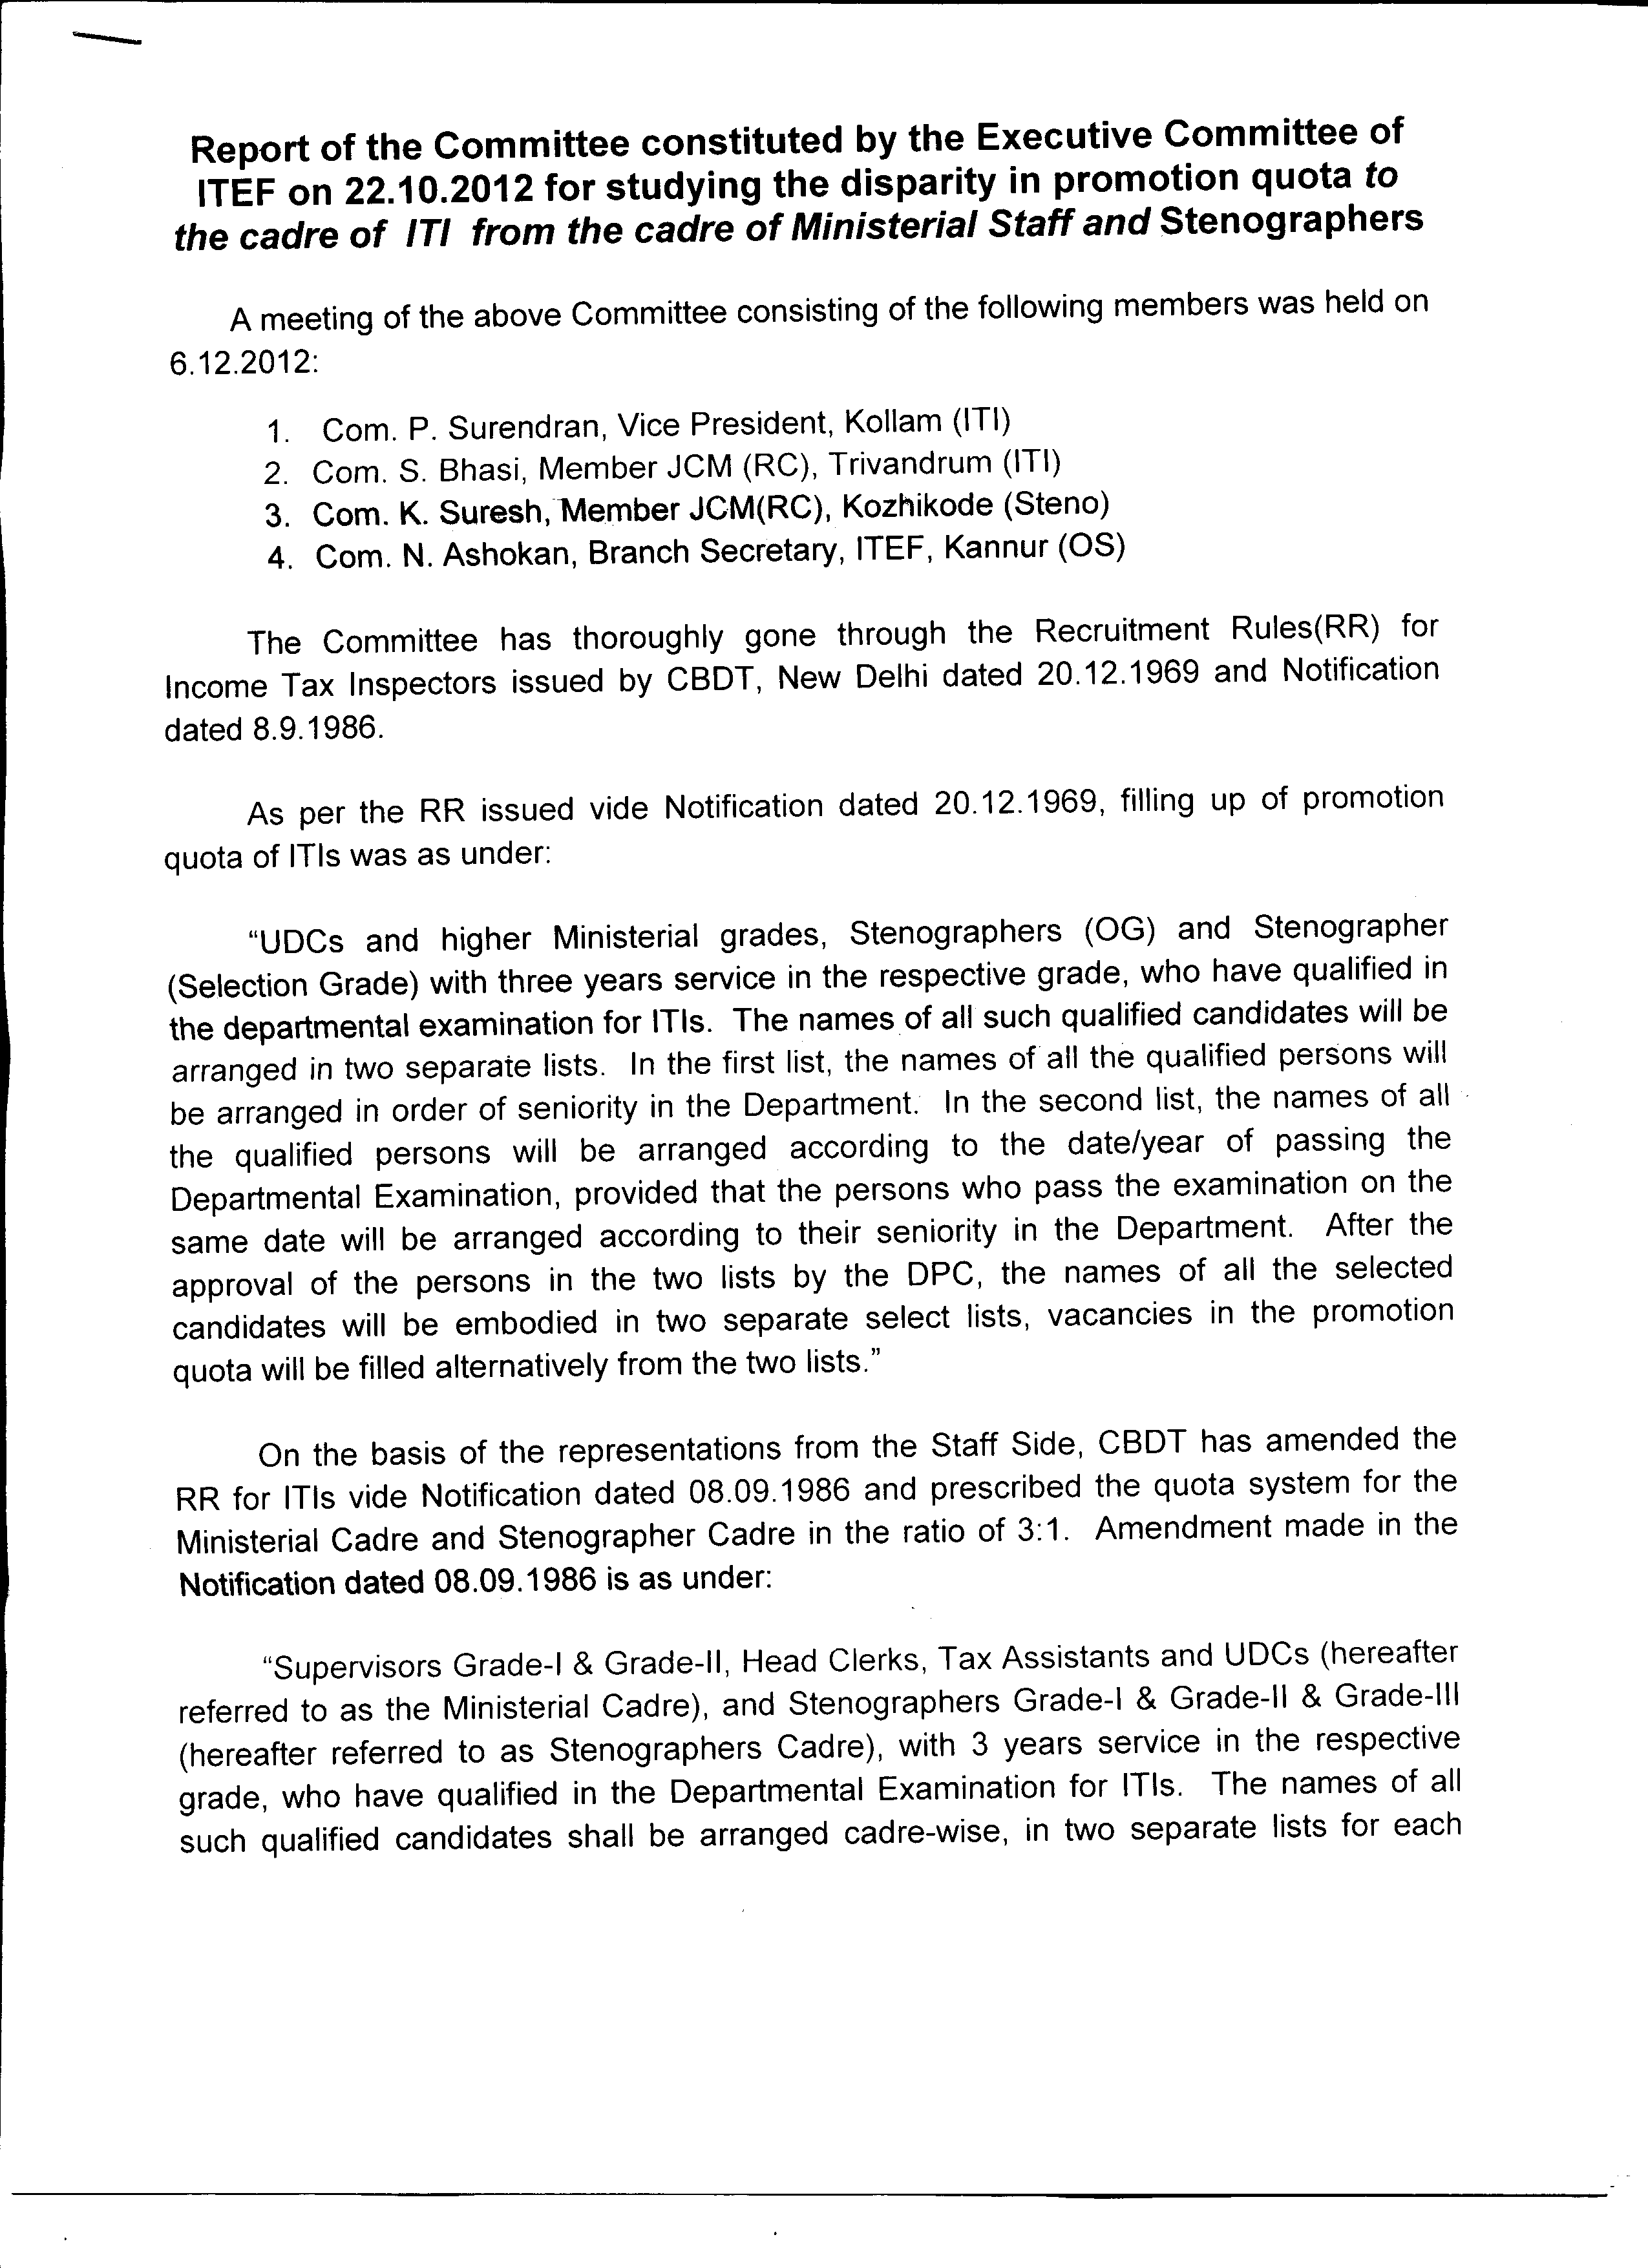 Report of the Committee constituted by the Executive Committee of
ITEF on 22.10.2012 for studying the disparity in promotion quota to
the cadre of ITI from the cadre of Ministerial Staff and Stenographers
A meeting of the above Committee consisting of the following members was held on
6.12.2012:
1. Com. P. Surendran, Vice President, Kollam (ITI)
2. Com. S. Bhasi, Member JCM (RC), Trivandrum (ITI)
3. Com. K. Suresh, Member JCM(RC), Kozhikode (Steno)
4. Com. N. Ashokan, Branch Secretary, ITEF, Kannur (OS)
The Committee has thoroughly gone through the Recruitment Rules(RR) for
Income Tax Inspectors issued by CBDT, New Delhi dated 20.12.1969 and Notification
dated 8.9.1986.
As per the RR issued vide Notification dated 20.12.1969, filling up of promotion
quota of ITIs was as under:
“UDCs and higher Ministerial grades, Stenographers (OG) and Stenographer
(Selection Grade) with three years service in the respective grade, who have qualified in
the departmental examination for ITIs. The names of all such qualified candidates will be
arranged in two separate lists. In the first list, the names of all the qualified persons will
be arranged in order of seniority in the Department. In the second list, the names of all
the qualified persons will be arranged according to the date/year of passing the
Departmental Examination, provided that the persons who pass the examination on the
same date will be arranged according to their seniority in the Department. After the
approval of the persons in the two lists by the DPC, the names of all the selected
candidates will be embodied in two separate select lists, vacancies in the promotion
quota will be filled alternatively from the two lists.”
On the basis of the representations from the Staff Side, CBDT has amended the
RR for ITIs vide Notification dated 08.09.1986 and prescribed the quota system for the
Ministerial Cadre and Stenographer Cadre in the ratio of 3:1. Amendment made in the
Notification dated 08.09.1986 is as under:
“Supervisors Grade-I & Grade-II, Head Clerks, Tax Assistants and UDCs (hereafter
referred to as the Ministerial Cadre), and Stenographers Grade-I & Grade-II & Grade-III
(hereafter referred to as Stenographers Cadre), with 3 years service in the respective
grade, who have qualified in the Departmental Examination for ITIs. The names of all
such qualified candidates shall be arranged cadre-wise, in two separate lists for each